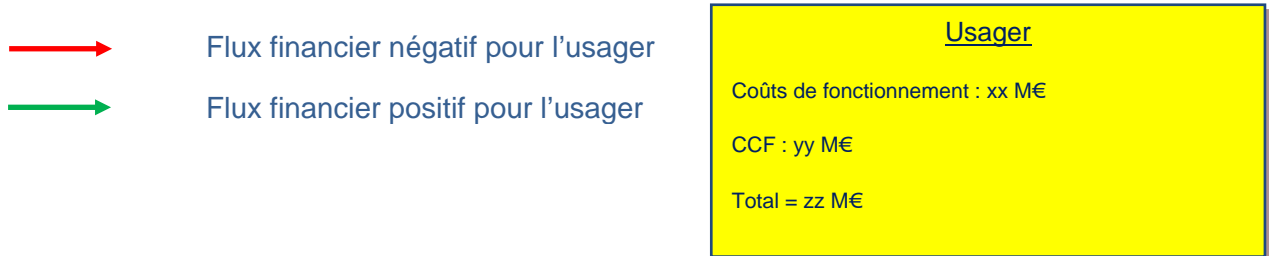 Flux financier négatif pour l'usager
Flux financier positif pour l'usager
Usager
Coûts de fonctionnement : xx M€
CCF : yy M€
Total = zz M€